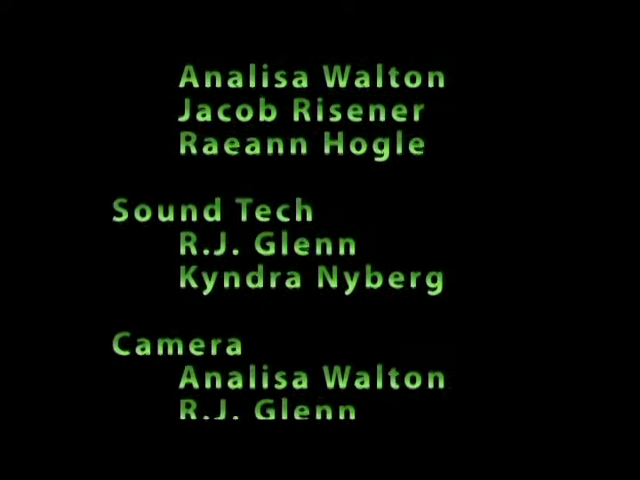 Analisa Walton
Jacob Risener
Raeann Hogle
Sound Tech
R.J. Glenn
Kyndra Nyberg
Camera
Analisa Walton
R.J. Glenn